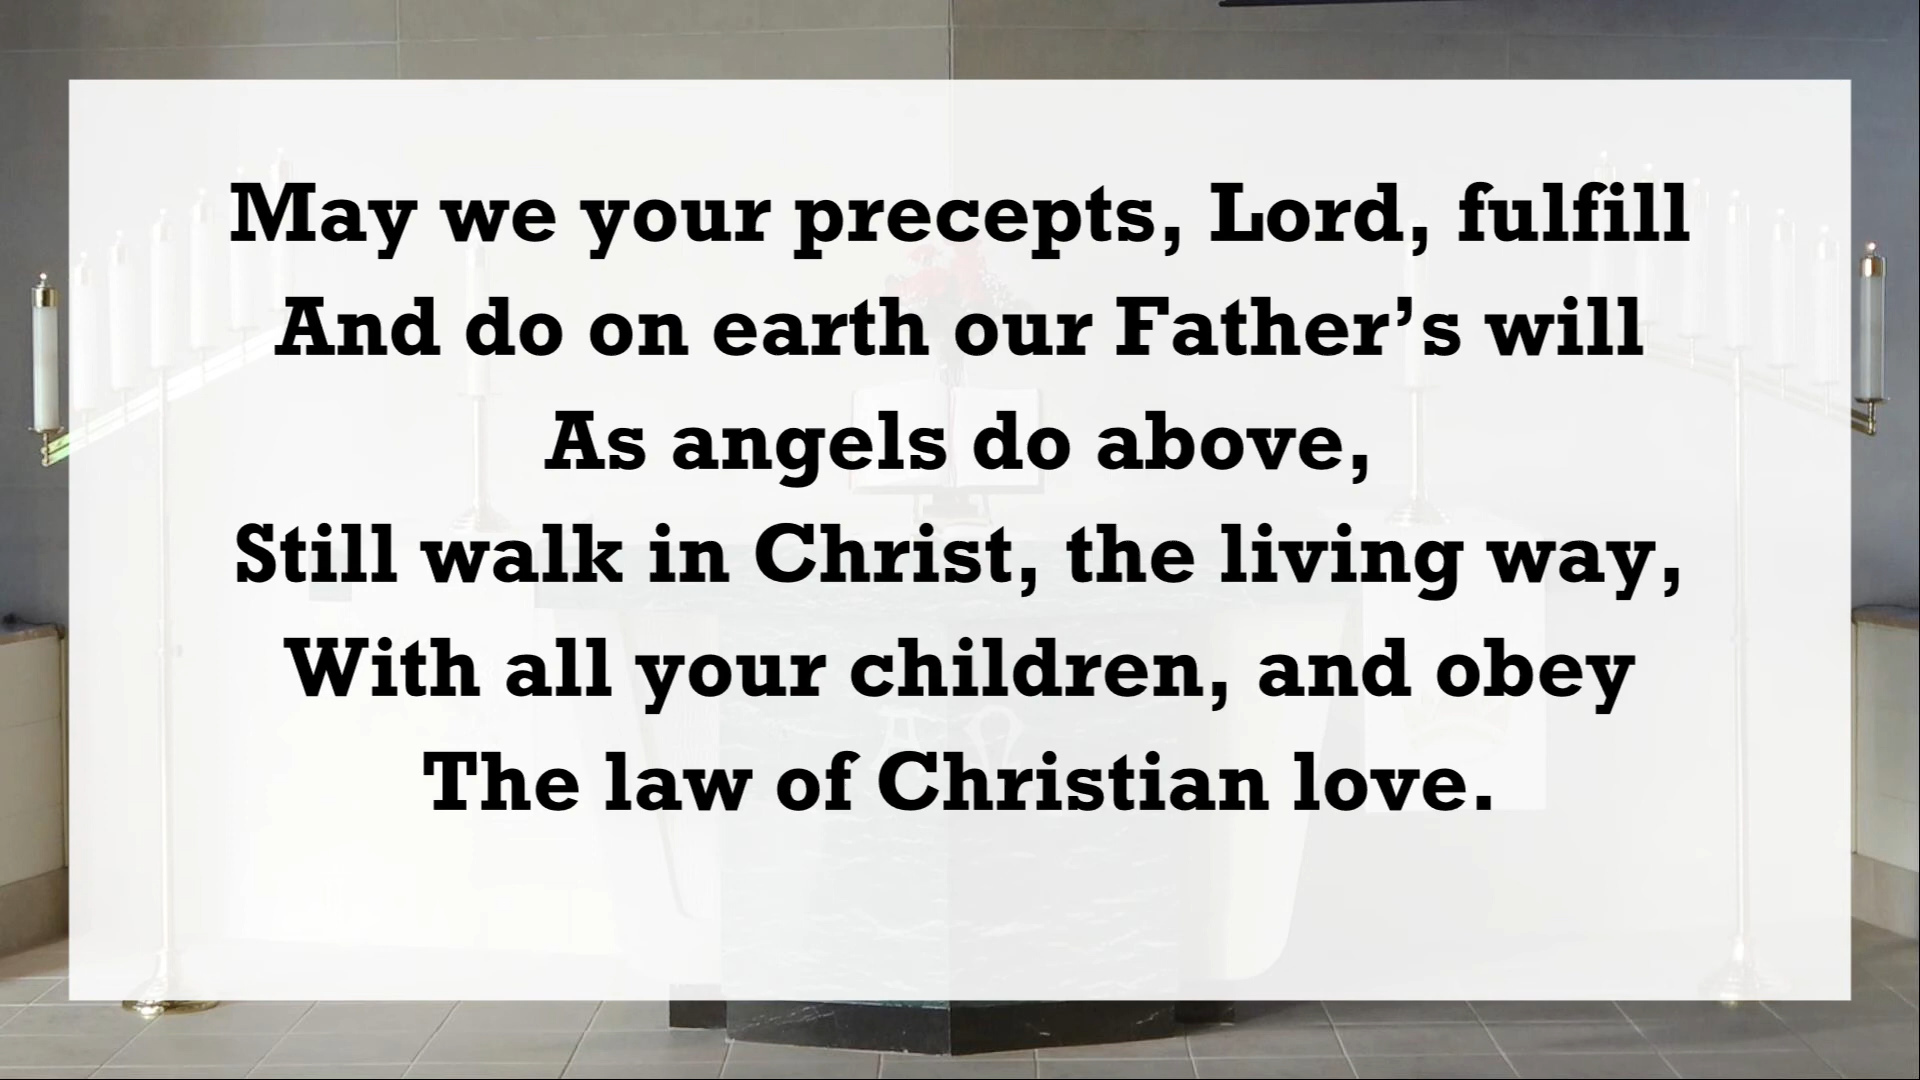 May we your precepts, Lord, fulfill
And do on earth our Father’s will
As angels do above,
Still walk in Christ, the living way,
With all your children, and obey
The law of Christian love.